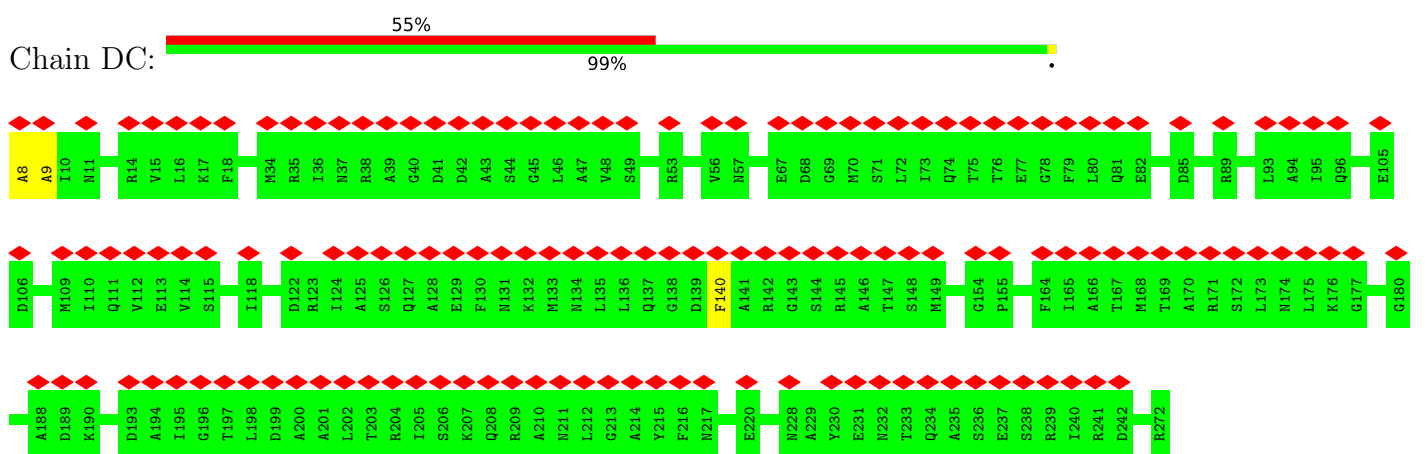 55%
Chain DC:
99%
.
A8 A9 I10 N11 R14 V15 L16 K17 F18 M34 R35 I36 N37 R38 A39 G40 D41 D42 A43 S44 G45 L46 A47 V48 S49 R53 V56 N57 E67 D68 G69 M70 S71 L72 I73 Q74 T75 T76 E77 G78 F79 L80 Q81 E82 D85 R89 L93 A94 I95 Q96 E105
D106 M109 I110 Q111 V112 E113 V114 S115 I118 D122 R123 I124 A125 S126 Q127 A128 E129 F130 N131 K132 M133 N134 L135 L136 Q137 G138 D139 F140 A141 R142 G143 S144 R145 A146 T147 S148 M149 G154 P155 F164 I165 A166 T167 M168 T169 A170 R171 S172 L173 N174 L175 K176 G177 G180
A188 D189 K190 D193 A194 I195 G196 T197 L198 D199 A200 A201 L202 T203 R204 I205 S206 K207 Q208 R209 A210 N211 L212 G213 A214 Y215 F216 N217 E220 N228 A229 Y230 E231 N232 T233 Q234 A235 S236 E237 S238 R239 I240 R241 D242 R272